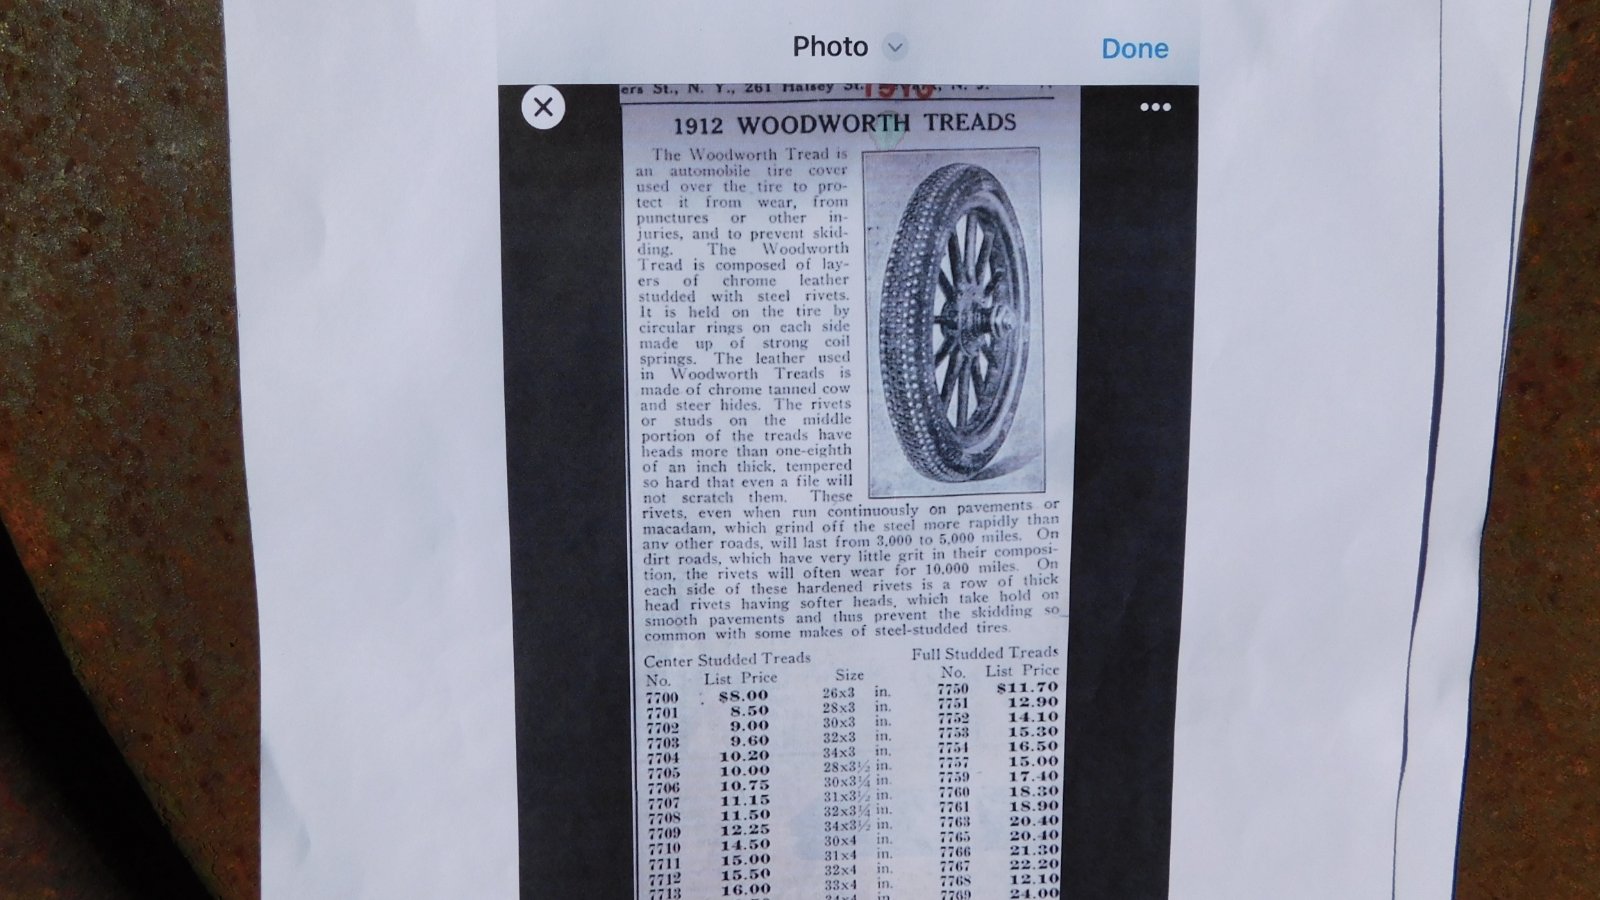 Photo
Done
ers St., N. Y., 261 Halsey St.
1912 WOODWORTH TREADS
The Woodworth Tread is
an automobile tire cover
used over the tire to pro-
tect it from wear, from
punctures or other in-
juries, and to prevent skid-
ding. The Woodworth
Tread is composed of lay-
ers of chrome leather
studded with steel rivets.
It is held on the tire by
circular rings on each side
made up of strong coil
springs. The leather used
in Woodworth Treads is
made of chrome tanned cow
and steer hides. The rivets
or studs on the middle
portion of the treads have
heads more than one-eighth
of an inch thick, tempered
so hard that even a file will
not scratch them. These
rivets, even when run continuously on pavements or
macadam, which grind off the steel more rapidly than
any other roads, will last from 3,000 to 5,000 miles. On
dirt roads, which have very little grit in their composi-
tion, the rivets will often wear for 10,000 miles. On
each side of these hardened rivets is a row of thick
head rivets having softer heads, which take hold on
smooth pavements and thus prevent the skidding so
common with some makes of steel-studded tires.
Center Studded Treads Full Studded Treads
No. List Price Size No. List Price
7700 $8.00 26x3 in. 7750 $11.70
7701 8.50 28x3 in. 7751 12.90
7702 9.00 30x3 in. 7752 14.10
7703 9.60 32x3 in. 7753 15.30
7704 10.20 34x3 in. 7754 16.50
7705 10.00 28x3½ in. 7757 15.00
7706 10.75 30x3½ in. 7759 17.40
7707 11.15 31x3½ in. 7760 18.30
7708 11.50 32x3½ in. 7761 18.90
7709 12.25 34x3½ in. 7763 20.40
7710 14.50 30x4 in. 7765 20.40
7711 15.00 31x4 in. 7766 21.30
7712 15.50 32x4 in. 7767 22.20
7713 16.00 33x4 in. 7768 12.10
34x4 in. 7769 24.00